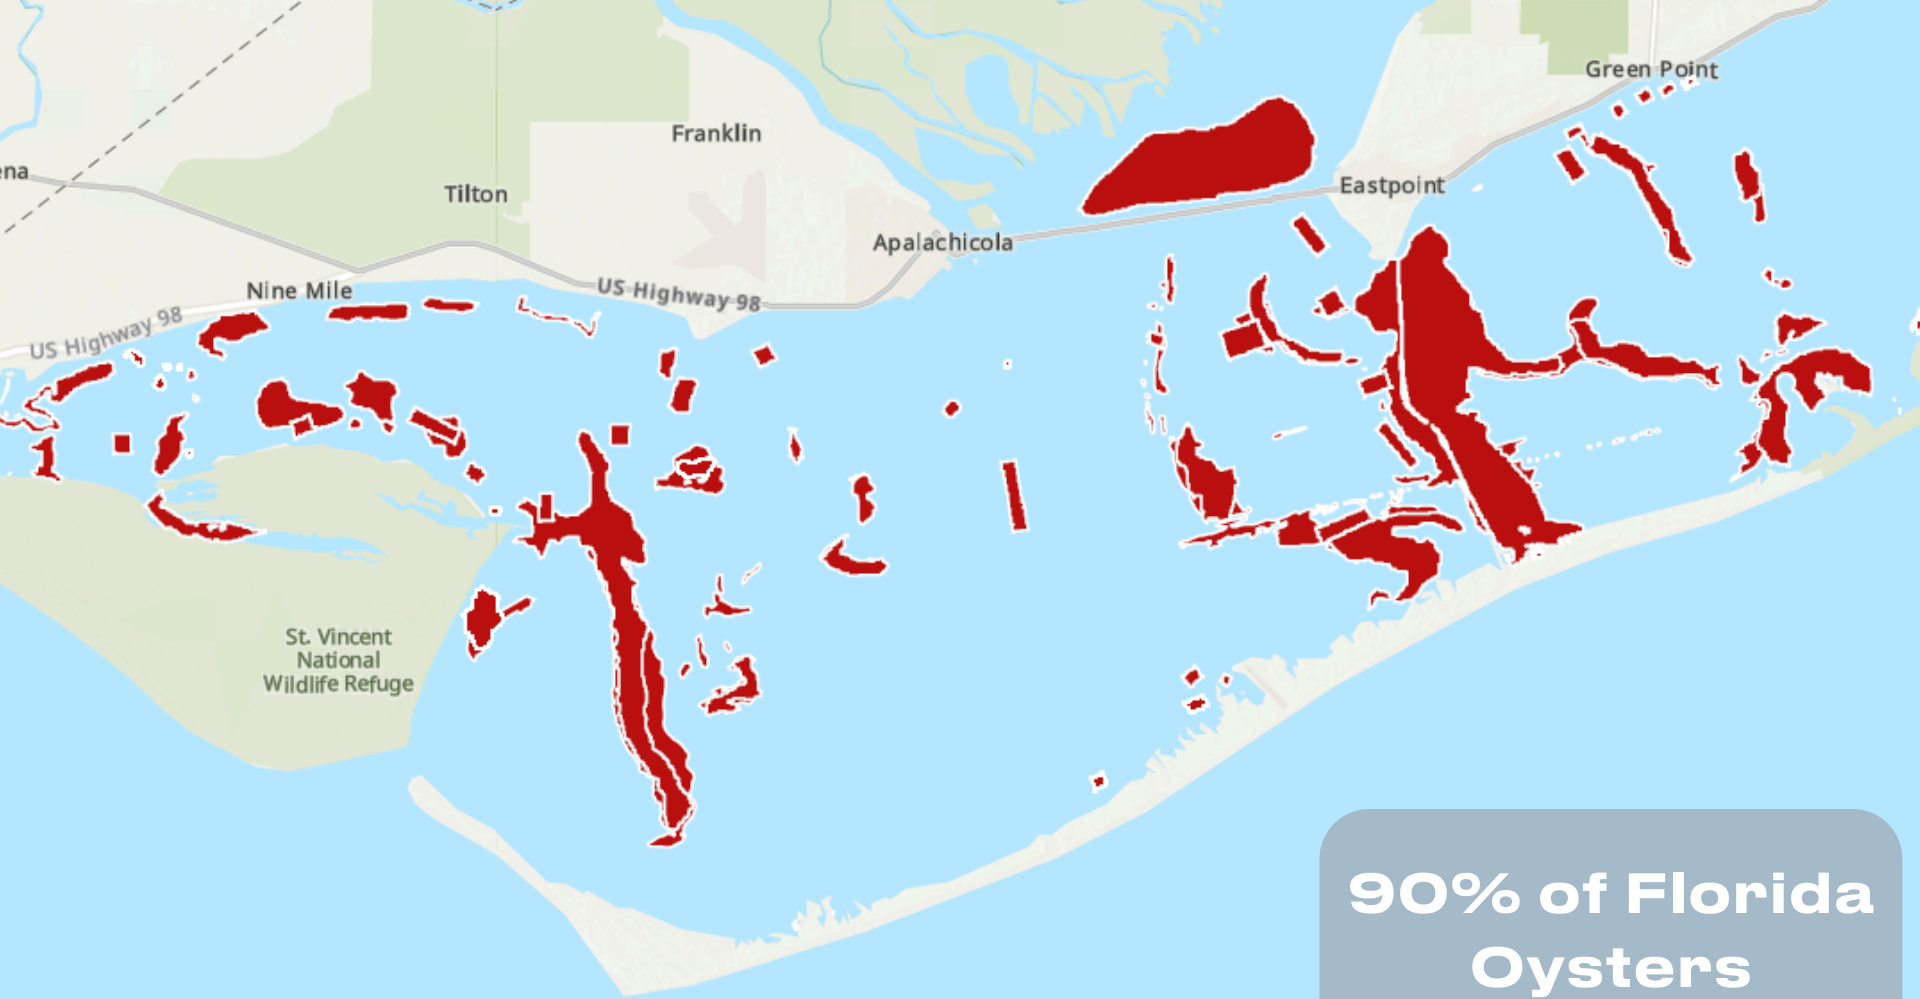 Green Point
Franklin
ena
Tilton
Eastpoint
Apalachicola
Nine Mile
US Highway 98
US Highway 98
St. Vincent
National
Wildlife Refuge
90% of Florida
Oysters